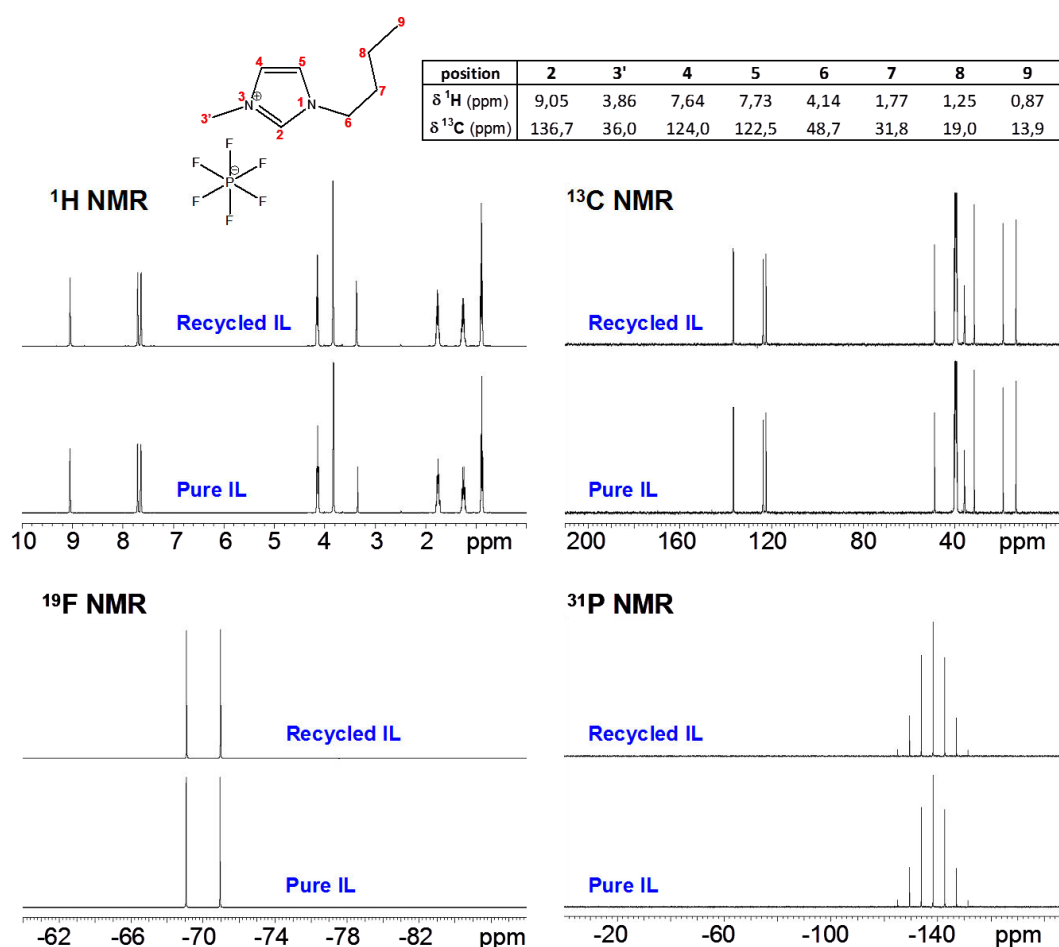 9
8
4 5
7
3 N + 1 N
3' 2 6
F
F ⊖ F
P
F F
F
position 2 3' 4 5 6 7 8 9
δ ¹H (ppm) 9,05 3,86 7,64 7,73 4,14 1,77 1,25 0,87
δ ¹³C (ppm) 136,7 36,0 124,0 122,5 48,7 31,8 19,0 13,9
¹H NMR
Recycled IL
Pure IL
10 9 8 7 6 5 4 3 2 ppm
¹³C NMR
Recycled IL
Pure IL
200 160 120 80 40 ppm
¹⁹F NMR
Recycled IL
Pure IL
-62 -66 -70 -74 -78 -82 ppm
³¹P NMR
Recycled IL
Pure IL
-20 -60 -100 -140 ppm